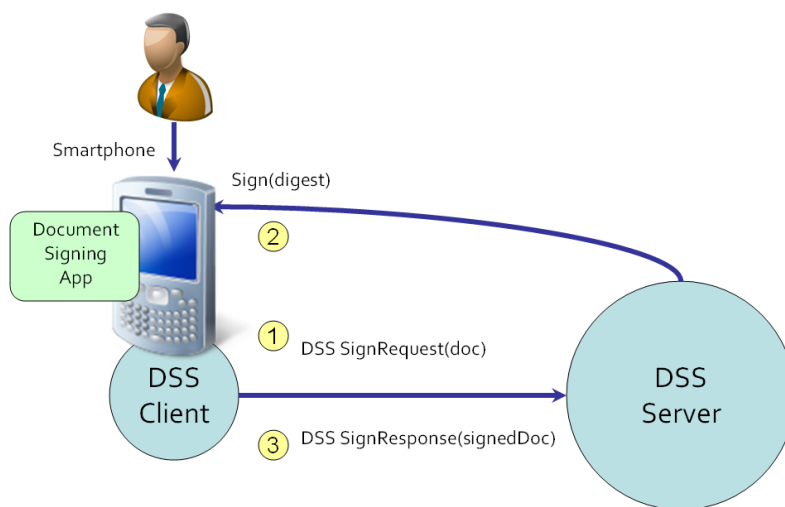 Smartphone
Sign(digest)
Document
Signing
App
2
1
DSS SignRequest(doc)
DSS
Client
DSS
Server
3
DSS SignResponse(signedDoc)